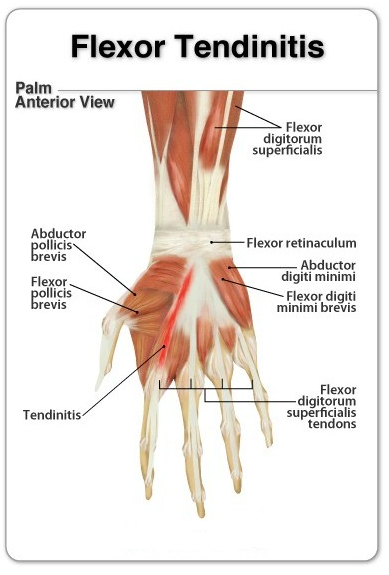 Flexor Tendinitis
Palm
Anterior View
Flexor
digitorum
superficialis
Abductor
pollicis
brevis
Flexor retinaculum
Abductor
digiti minimi
Flexor
pollicis
brevis
Flexor digiti
minimi brevis
Flexor
digitorum
superficialis
tendons
Tendinitis